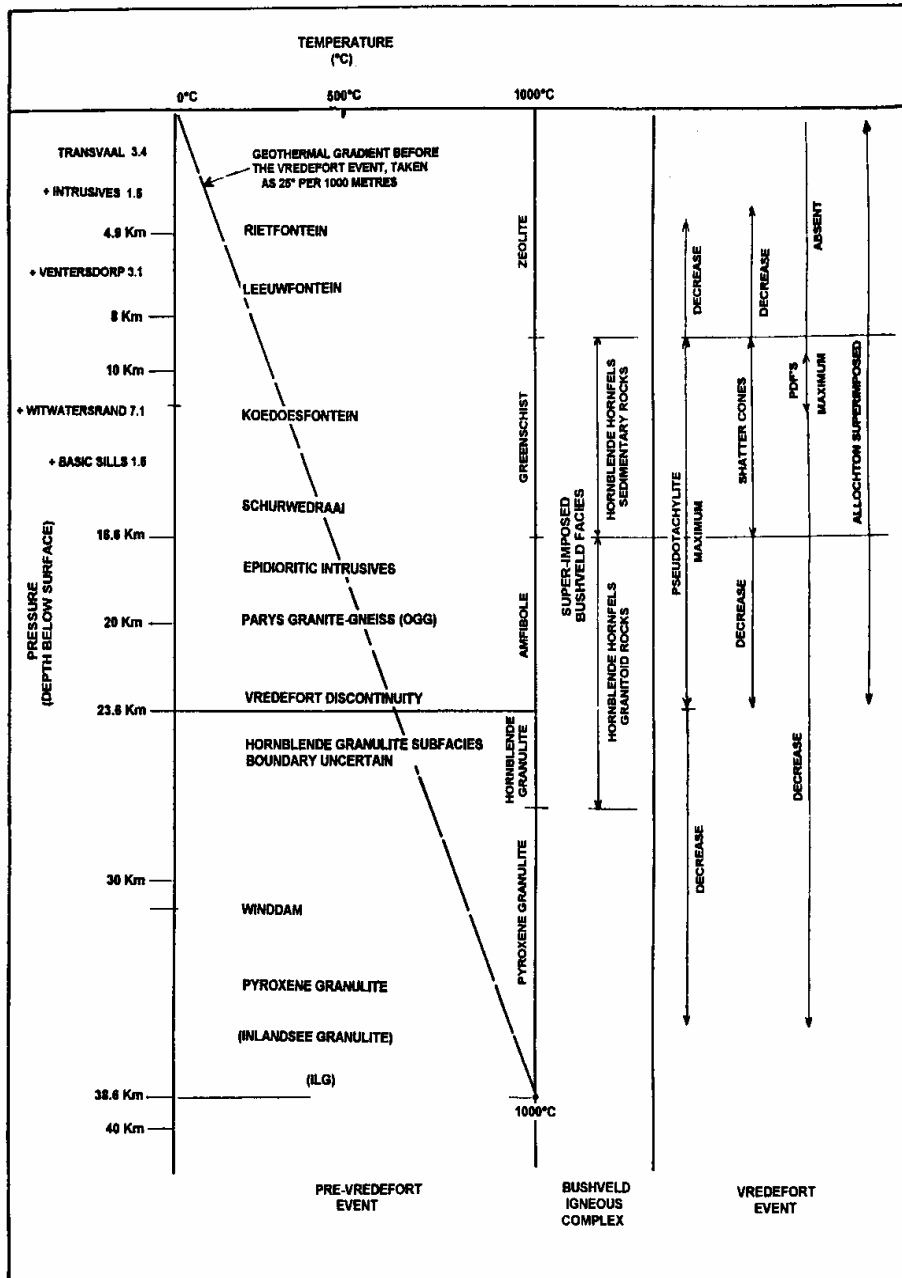 TEMPERATURE
(°C)
0°C
500°C
1000°C
TRANSVAAL 3.4
+ INTRUSIVES 1.5
4.9 Km
+ VENTERSDORP 3.1
8 Km
10 Km
+ WITWATERSRAND 7.1
+ BASIC SILLS 1.5
16.6 Km
20 Km
23.6 Km
30 Km
38.6 Km
40 Km
PRESSURE
(DEPTH BELOW SURFACE)
GEOTHERMAL GRADIENT BEFORE
THE VREDEFORT EVENT, TAKEN
AS 25° PER 1000 METRES
RIETFONTEIN
LEEUWFONTEIN
KOEDOESFONTEIN
SCHURWEDRAAI
EPIDIORITIC INTRUSIVES
PARYS GRANITE-GNEISS (OGG)
VREDEFORT DISCONTINUITY
HORNBLENDE GRANULITE SUBFACIES
BOUNDARY UNCERTAIN
WINDDAM
PYROXENE GRANULITE
(INLANDSEE GRANULITE)
(ILG)
1000°C
ZEOLITE
GREENSCHIST
AMFIBOLE
HORNBLENDE
GRANULITE
PYROXENE GRANULITE
SUPER-IMPOSED
BUSHVELD FACIES
HORNBLENDE HORNFELS
SEDIMENTARY ROCKS
HORNBLENDE HORNFELS
GRANITOID ROCKS
DECREASE
PSEUDOTACHYLITE
MAXIMUM
DECREASE
DECREASE
SHATTER CONES
DECREASE
ABSENT
PDF'S
MAXIMUM
DECREASE
ALLOCHTON SUPERIMPOSED
PRE-VREDEFORT
EVENT
BUSHVELD
IGNEOUS
COMPLEX
VREDEFORT
EVENT